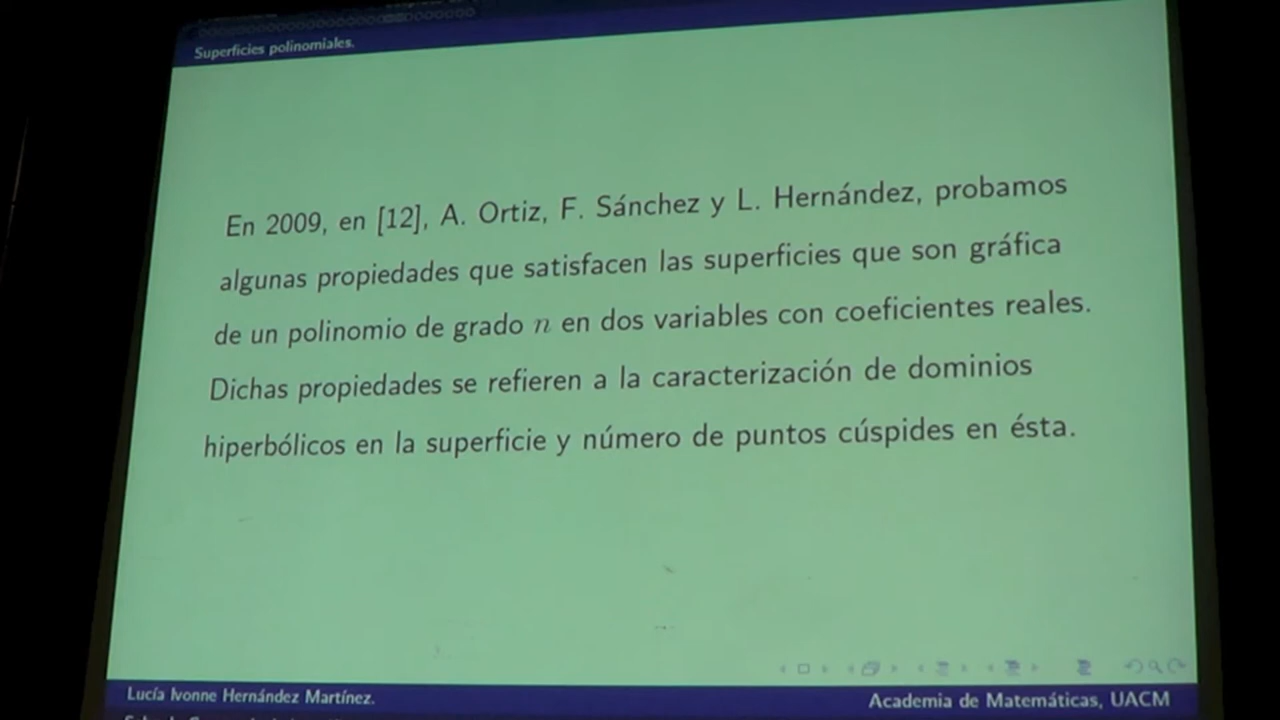 Superficies polinomiales.
En 2009, en [12], A. Ortiz, F. Sánchez y L. Hernández, probamos
algunas propiedades que satisfacen las superficies que son gráfica
de un polinomio de grado n en dos variables con coeficientes reales.
Dichas propiedades se refieren a la caracterización de dominios
hiperbólicos en la superficie y número de puntos cúspides en ésta.
Lucía Ivonne Hernández Martínez.
Academia de Matemáticas, UACM